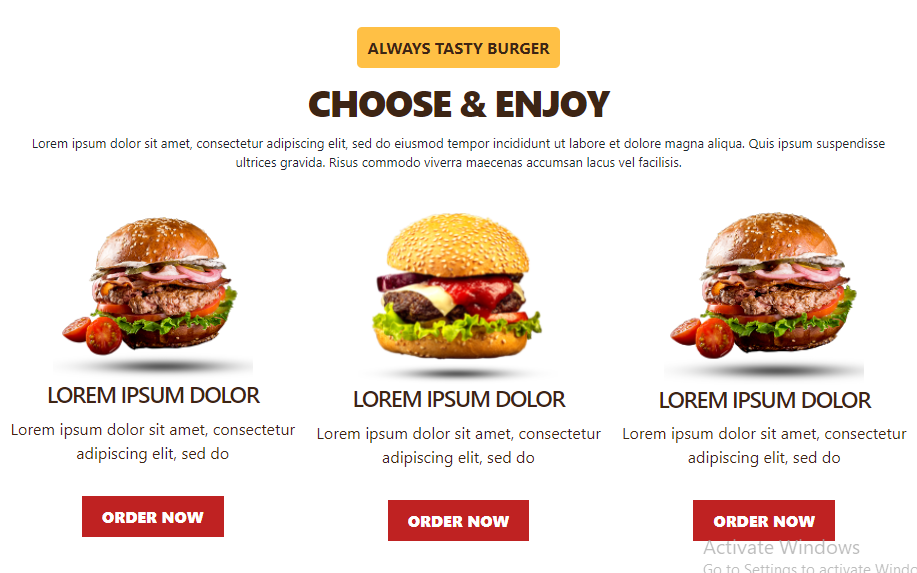 ALWAYS TASTY BURGER
CHOOSE & ENJOY
Lorem ipsum dolor sit amet, consectetur adipiscing elit, sed do eiusmod tempor incididunt ut labore et dolore magna aliqua. Quis ipsum suspendisse
ultrices gravida. Risus commodo viverra maecenas accumsan lacus vel facilisis.
LOREM IPSUM DOLOR
Lorem ipsum dolor sit amet, consectetur
adipiscing elit, sed do
ORDER NOW
LOREM IPSUM DOLOR
Lorem ipsum dolor sit amet, consectetur
adipiscing elit, sed do
ORDER NOW
LOREM IPSUM DOLOR
Lorem ipsum dolor sit amet, consectetur
adipiscing elit, sed do
ORDER NOW
Activate Windows
Go to Settings to activate Windo